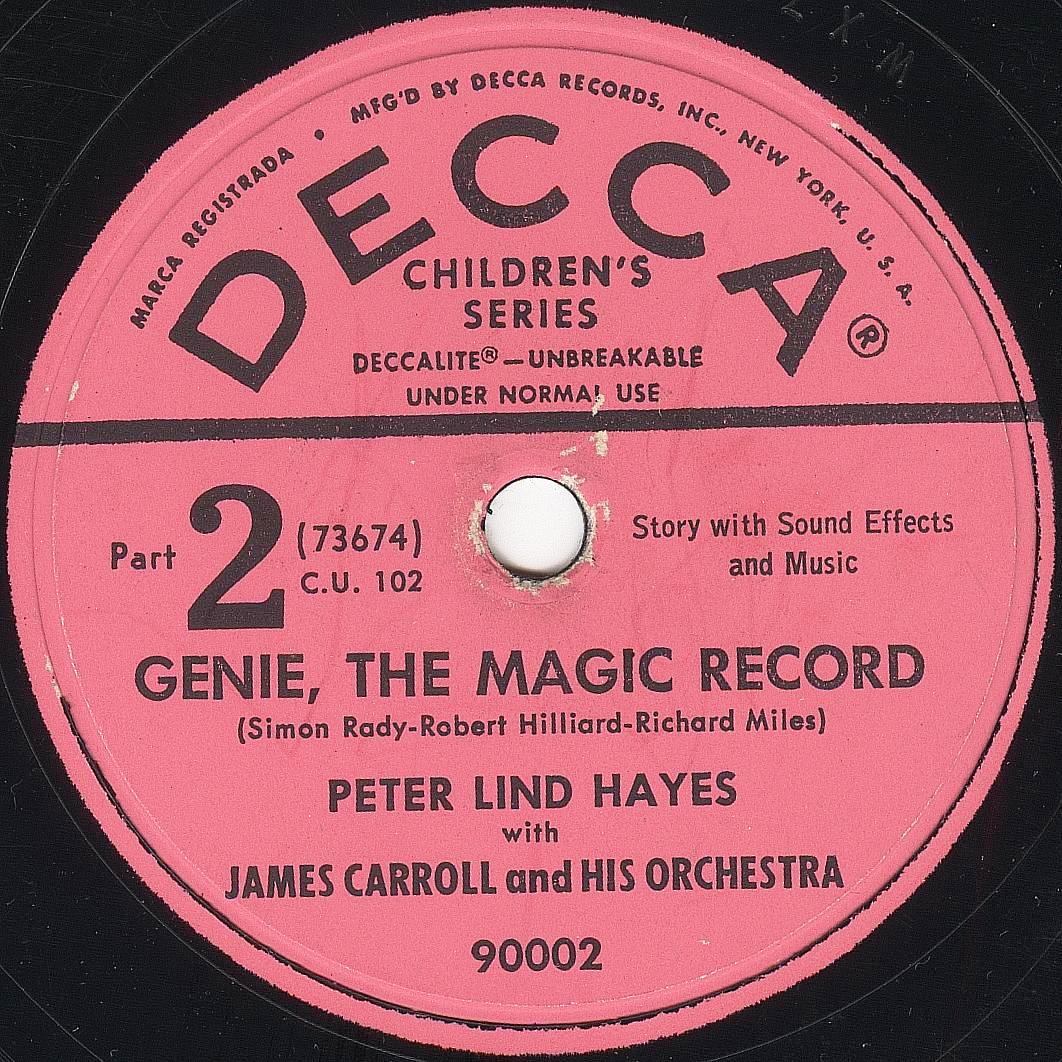 MARCA REGISTRADA • MFG'D BY DECCA RECORDS, INC., NEW YORK, U. S. A.
DECCA®
CHILDREN'S
SERIES
DECCALITE®—UNBREAKABLE
UNDER NORMAL USE
Part 2 (73674)
C.U. 102
Story with Sound Effects
and Music
GENIE, THE MAGIC RECORD
(Simon Rady-Robert Hilliard-Richard Miles)
PETER LIND HAYES
with
JAMES CARROLL and HIS ORCHESTRA
90002